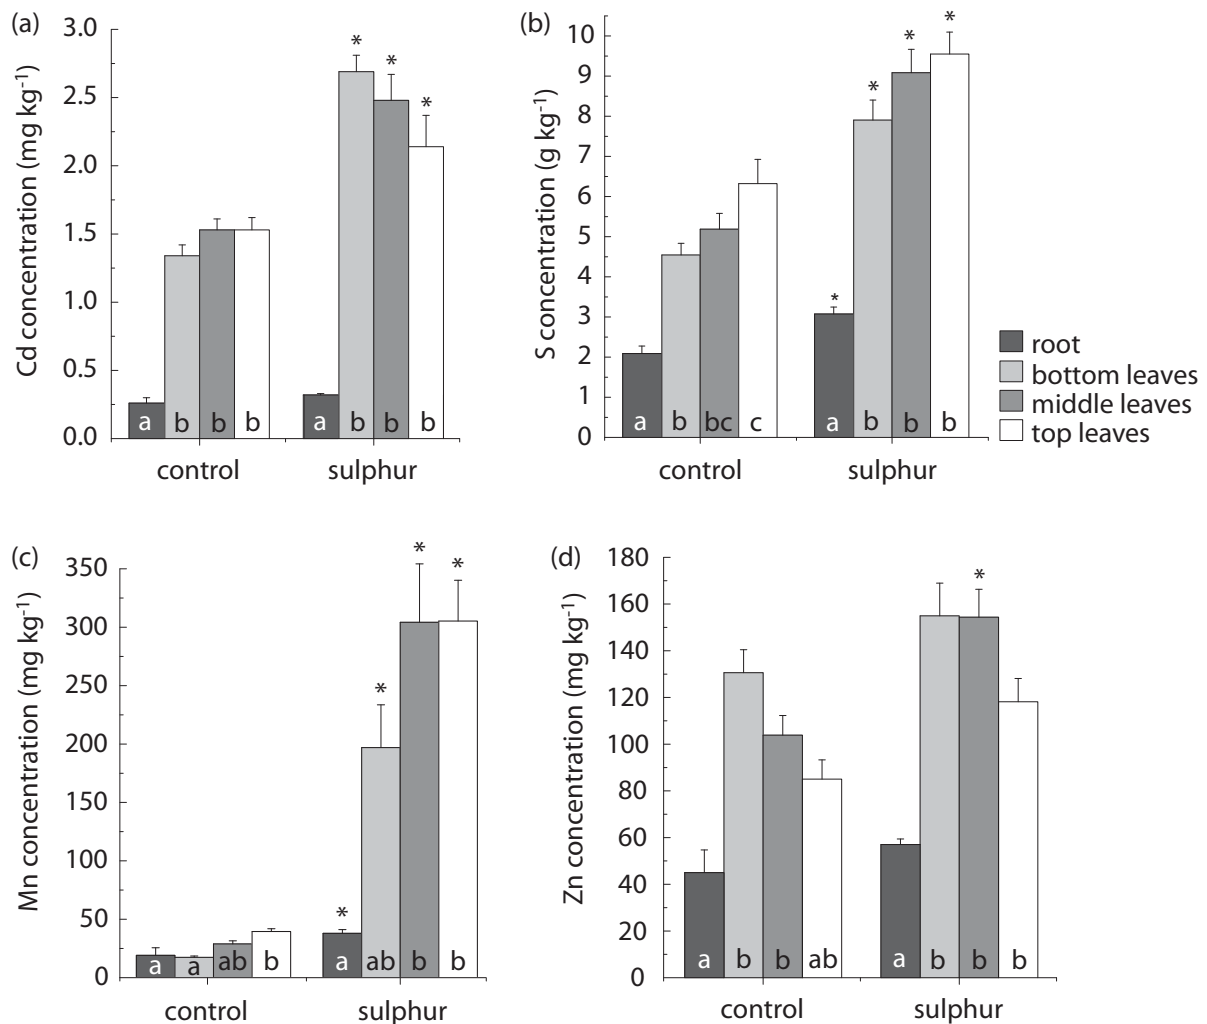 (a)
Cd concentration (mg kg-1)
3.0
2.5
2.0
1.5
1.0
0.5
0.0
* * *
a b b b a b b b
control sulphur
(b)
S concentration (g kg-1)
10
9
8
7
6
5
4
3
2
1
0
* * * *
a b bc c a b b b
control sulphur
root
bottom leaves
middle leaves
top leaves
(c)
Mn concentration (mg kg-1)
350
300
250
200
150
100
50
0
* * * *
a a ab b a ab b b
control sulphur
(d)
Zn concentration (mg kg-1)
180
160
140
120
100
80
60
40
20
0
*
a b b ab a b b b
control sulphur